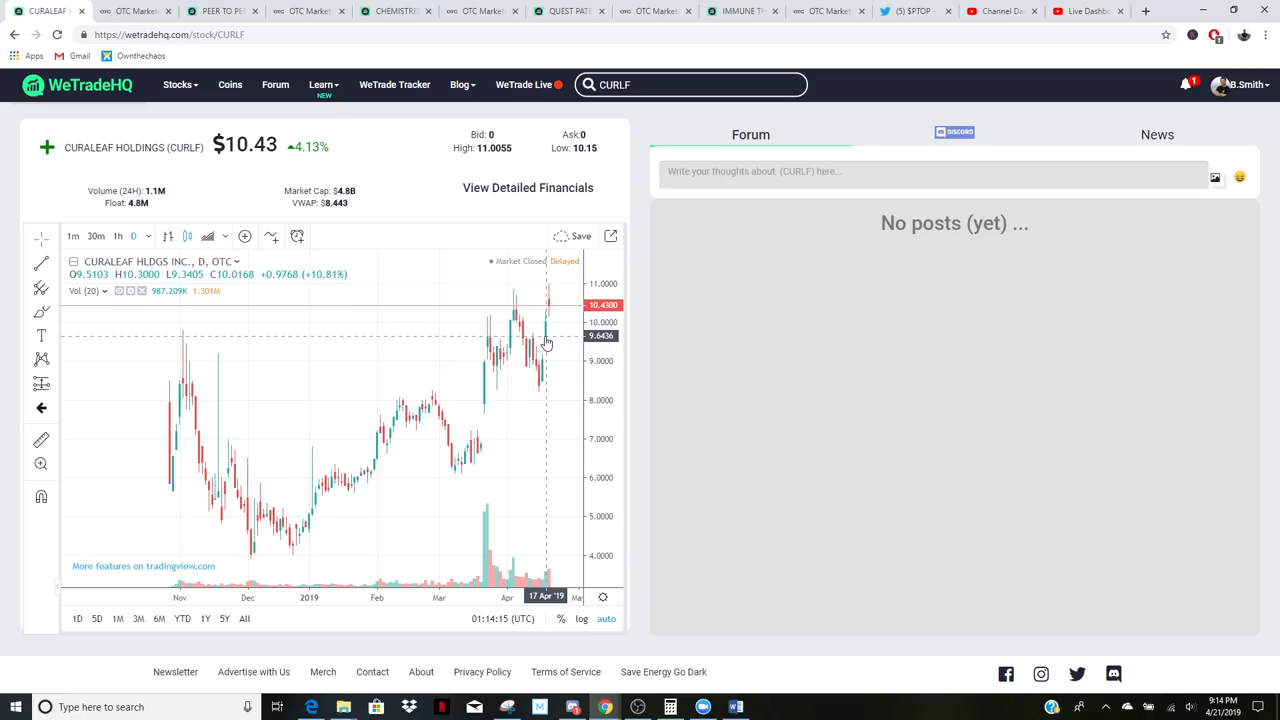 CURALEAF H
OTC Market
PEER TO PEE
OTC Market
CHEMISTREE
OTC Market
QUEST PATE
OTC Market
IMMUNE TH
OTC Market
(5) $PTOP -
Channel Da
Live Dashbo
https://wetradehq.com/stock/CURLF
1
Apps Gmail Ownthechaos
WeTradeHQ Stocks Coins Forum Learn WeTrade Tracker Blog WeTrade Live CURLF 1 B.Smith
NEW
CURALEAF HOLDINGS (CURLF) $10.43 4.13%
Bid: 0 Ask:0
High: 11.0055 Low: 10.15
Volume (24H): 1.1M Market Cap: $4.8B
Float: 4.8M VWAP: $8.443
View Detailed Financials
1m 30m 1h D Save
CURALEAF HLDGS INC., D, OTC Market Closed Delayed
O9.5103 H10.3000 L9.3405 C10.0168 +0.9768 (+10.81%)
Vol (20) 987.209K 1.301M
11.0000
10.4300
10.0000
9.6436
9.0000
8.0000
7.0000
6.0000
5.0000
4.0000
More features on tradingview.com
Nov Dec 2019 Feb Mar Apr 17 Apr '19 Ma
1D 5D 1M 3M 6M YTD 1Y 5Y All 01:14:15 (UTC) % log auto
Forum DISCORD News
Write your thoughts about (CURLF) here...
No posts (yet) ...
Newsletter Advertise with Us Merch Contact About Privacy Policy Terms of Service Save Energy Go Dark
Type here to search
9:14 PM
4/21/2019